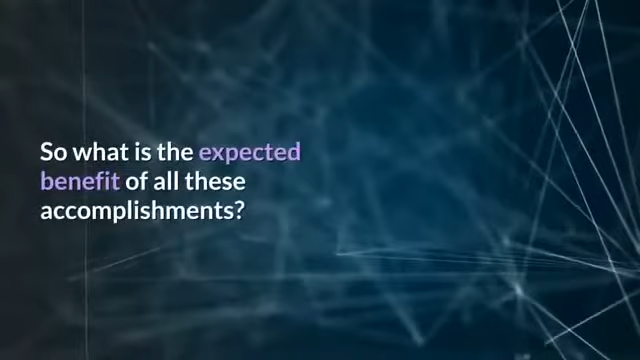 So what is the expected
benefit of all these
accomplishments?